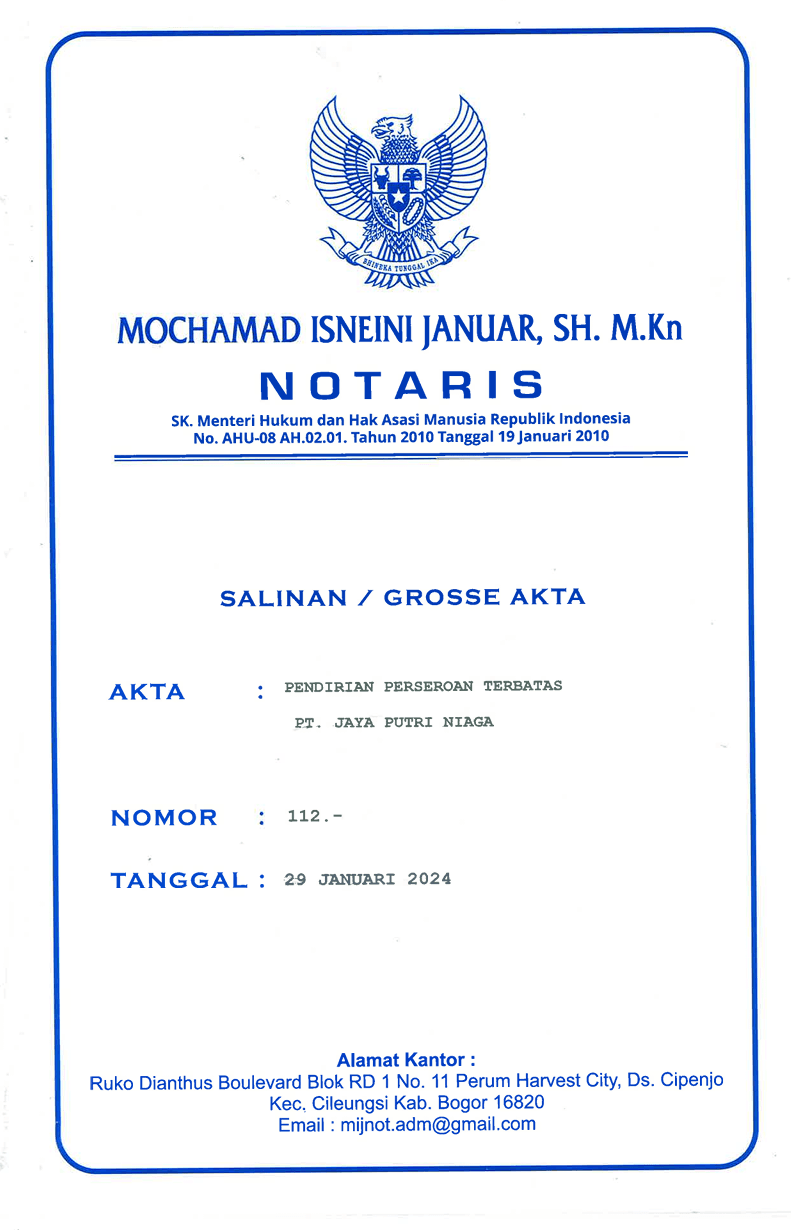 BHINEKA TUNGGAL IKA
MOCHAMAD ISNEINI JANUAR, SH. M.Kn
NOTARIS
SK. Menteri Hukum dan Hak Asasi Manusia Republik Indonesia
No. AHU-08 AH.02.01. Tahun 2010 Tanggal 19 Januari 2010
SALINAN / GROSSE AKTA
AKTA : PENDIRIAN PERSEROAN TERBATAS
PT. JAYA PUTRI NIAGA
NOMOR : 112.-
TANGGAL : 29 JANUARI 2024
Alamat Kantor :
Ruko Dianthus Boulevard Blok RD 1 No. 11 Perum Harvest City, Ds. Cipenjo
Kec. Cileungsi Kab. Bogor 16820
Email : mijnot.adm@gmail.com